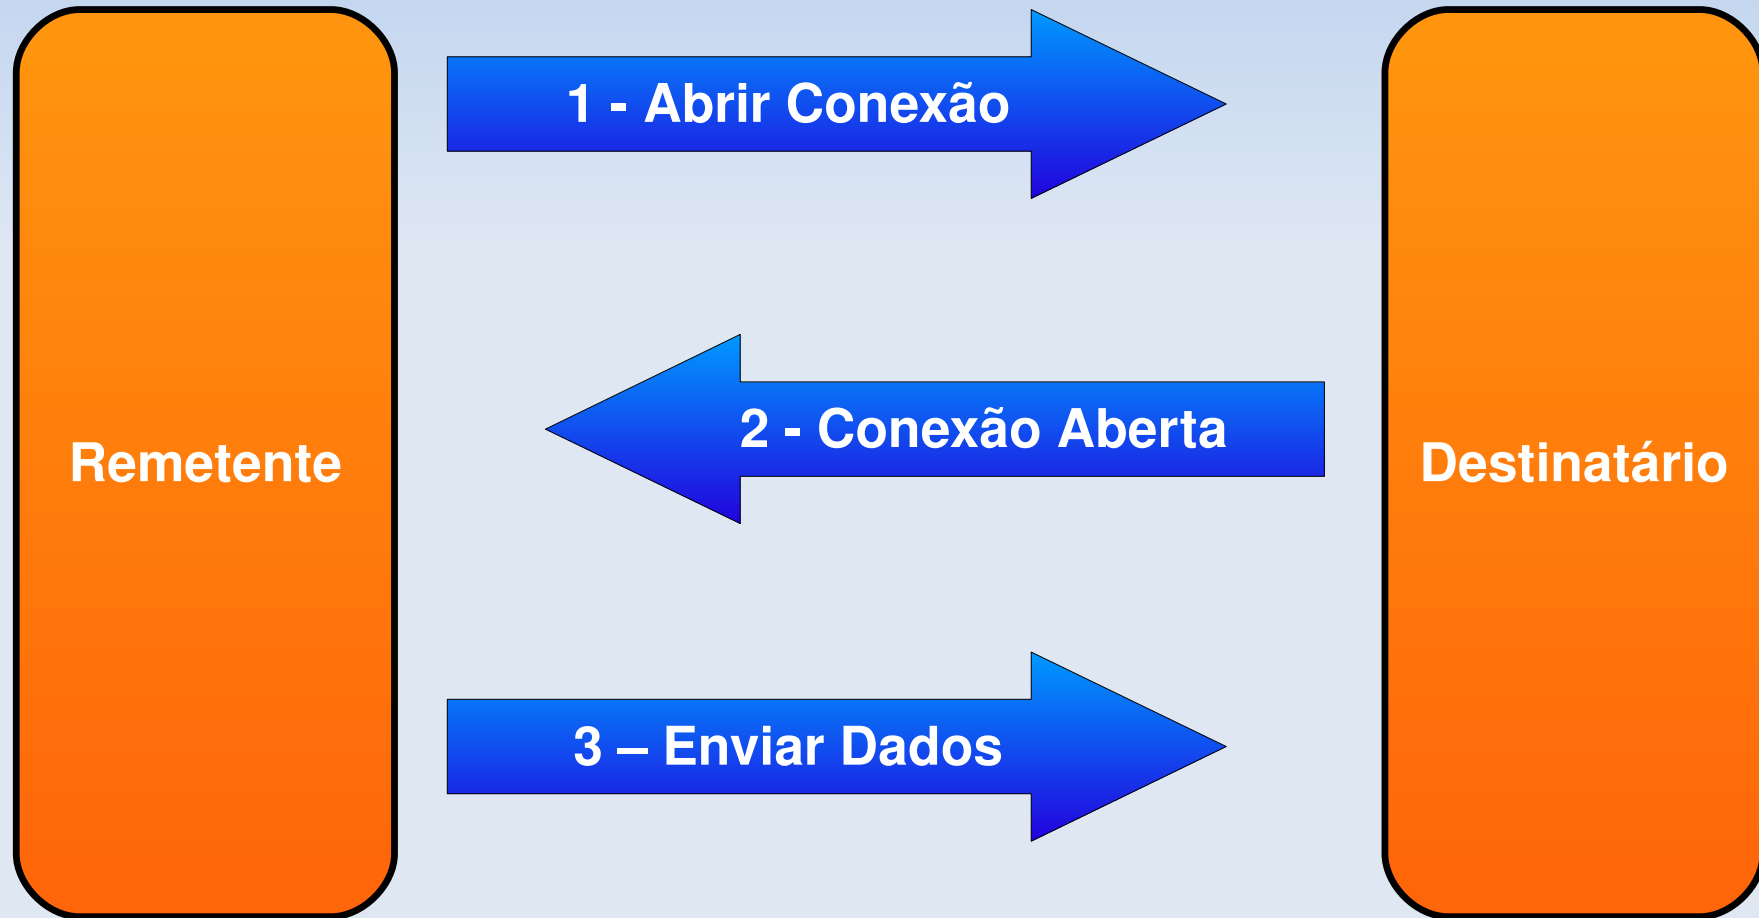 1 - Abrir Conexão
2 - Conexão Aberta
Remetente
Destinatário
3 – Enviar Dados